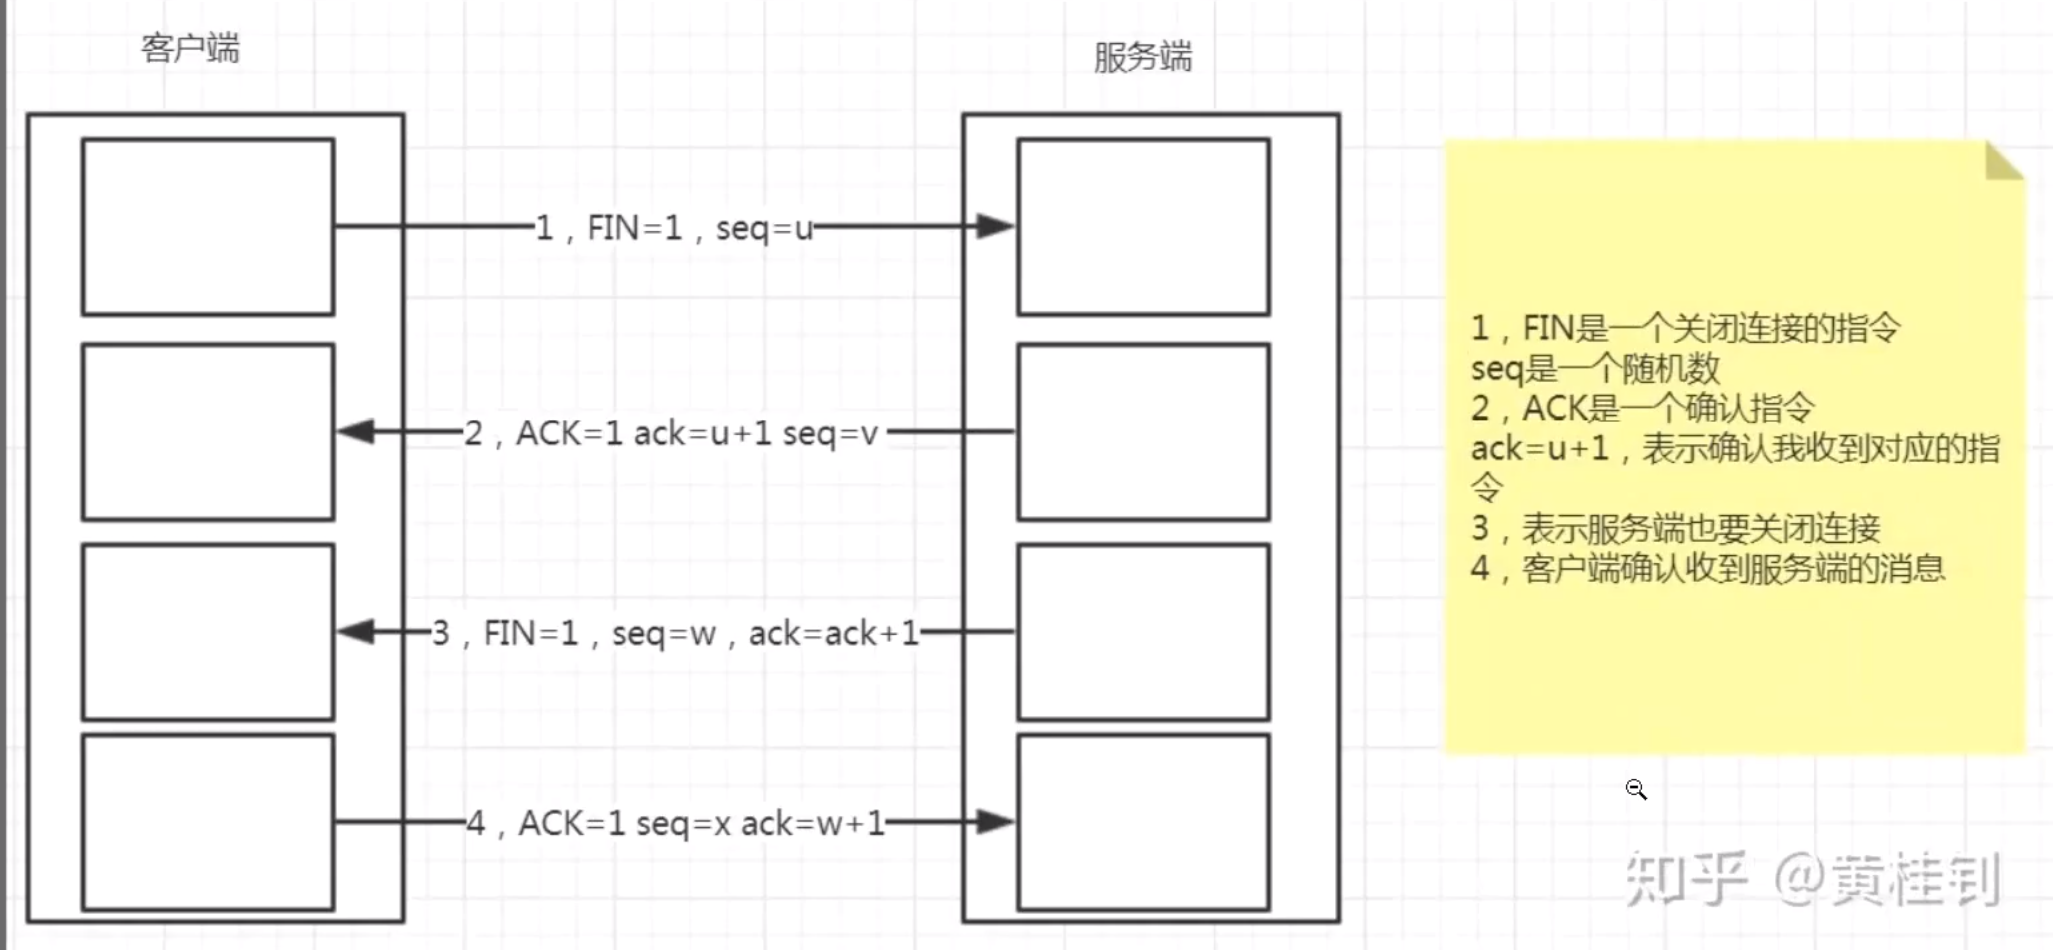 客户端
服务端
1，FIN=1，seq=u
2，ACK=1 ack=u+1 seq=v
3，FIN=1，seq=w，ack=ack+1
4，ACK=1 seq=x ack=w+1
1，FIN是一个关闭连接的指令
seq是一个随机数
2，ACK是一个确认指令
ack=u+1，表示确认我收到对应的指
令
3，表示服务端也要关闭连接
4，客户端确认收到服务端的消息
知乎 @黄桂钊